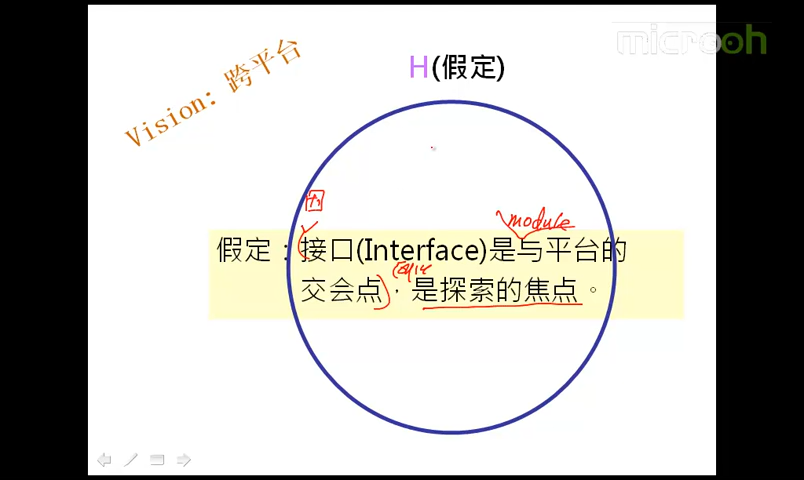 microoh
H(假定)
Vision：跨平台
module
假定：接口(Interface)是与平台的
交会点，是探索的焦点。